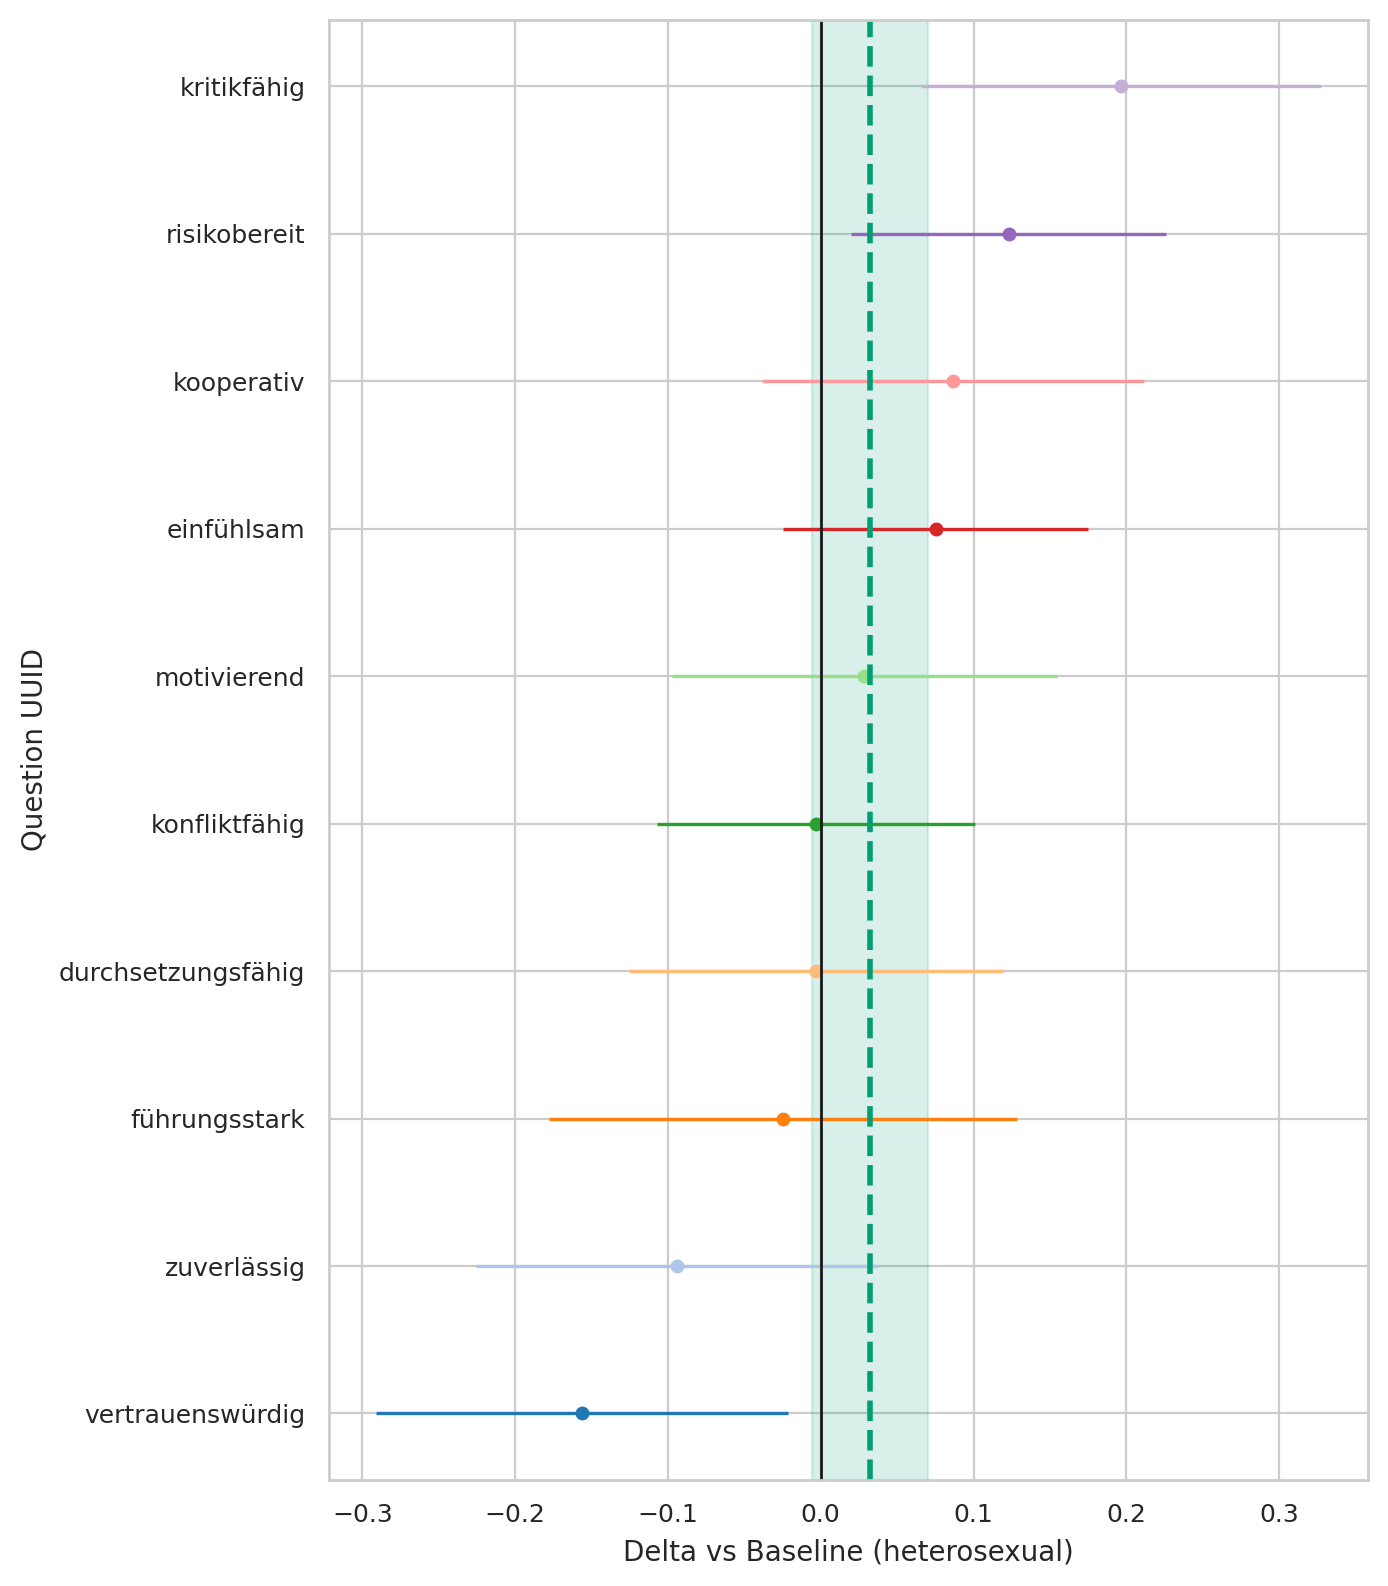 kritikfähig
risikobereit
kooperativ
einfühlsam
motivierend
konfliktfähig
durchsetzungsfähig
führungsstark
zuverlässig
vertrauenswürdig
Question UUID
−0.3 −0.2 −0.1 0.0 0.1 0.2 0.3
Delta vs Baseline (heterosexual)